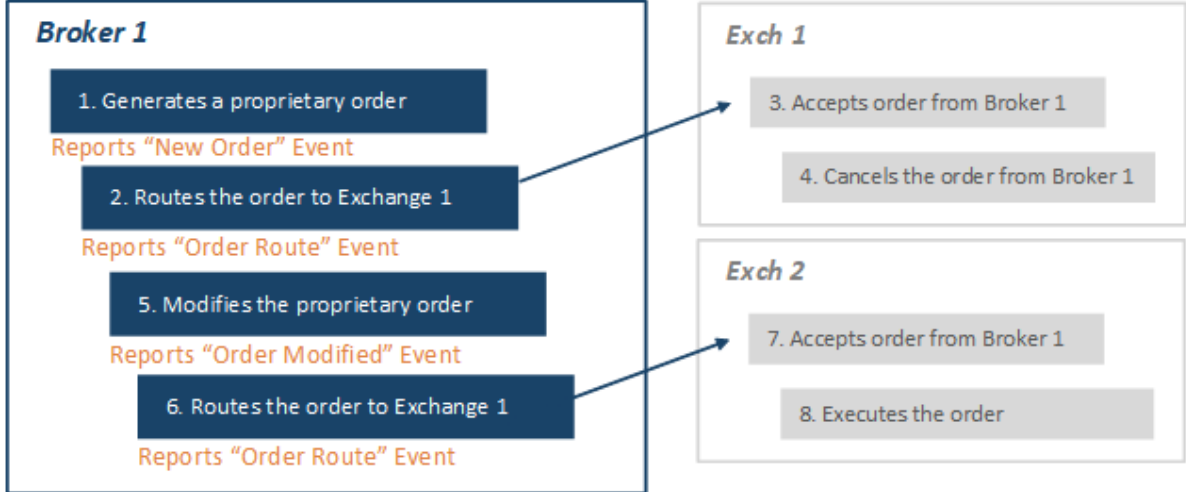 Broker 1
1. Generates a proprietary order
Reports “New Order” Event
2. Routes the order to Exchange 1
Reports “Order Route” Event
5. Modifies the proprietary order
Reports “Order Modified” Event
6. Routes the order to Exchange 1
Reports “Order Route” Event
Exch 1
3. Accepts order from Broker 1
4. Cancels the order from Broker 1
Exch 2
7. Accepts order from Broker 1
8. Executes the order